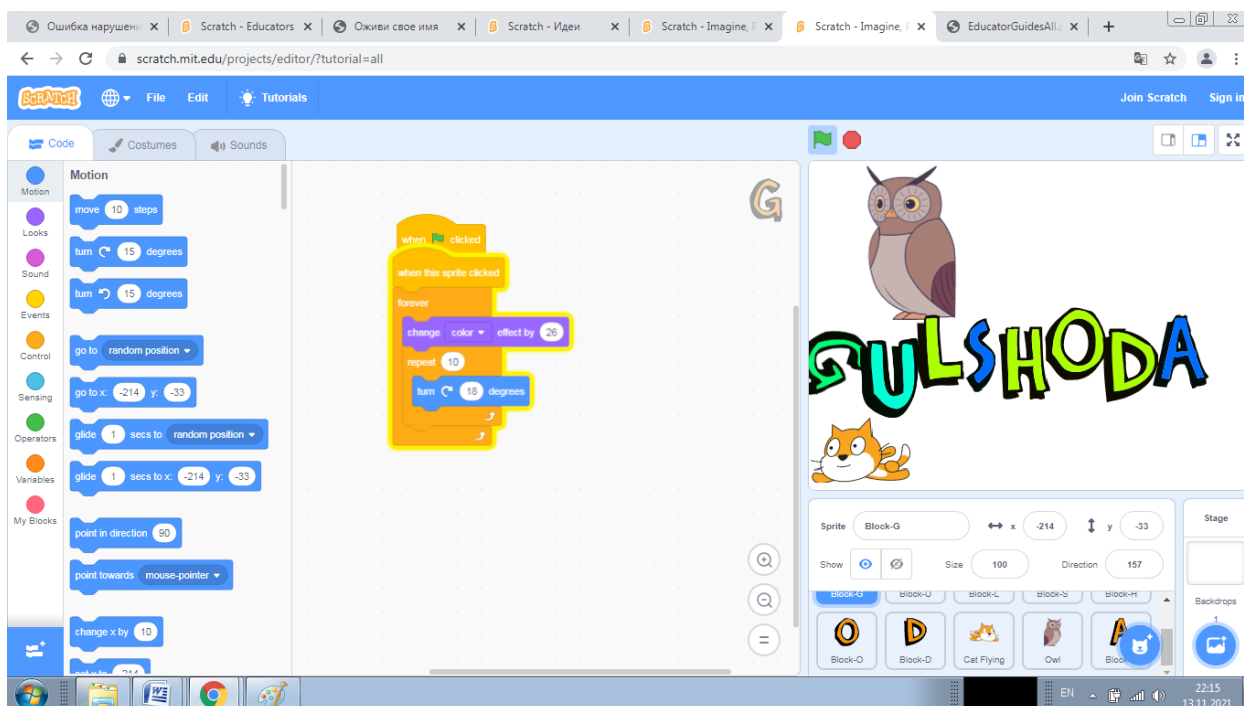 Ошибка нарушени
Scratch - Educators
Оживи свое имя
Scratch - Идеи
Scratch - Imagine, P
Scratch - Imagine, P
EducatorGuidesAll.
scratch.mit.edu/projects/editor/?tutorial=all
SCRATCH
File
Edit
Tutorials
Join Scratch
Sign in
Code
Costumes
Sounds
Motion
Looks
Sound
Events
Control
Sensing
Operators
Variables
My Blocks
Motion
move 10 steps
turn 15 degrees
turn 15 degrees
go to random position
go to x: -214 y: -33
glide 1 secs to random position
glide 1 secs to x: -214 y: -33
point in direction 90
point towards mouse-pointer
change x by 10
when clicked
when this sprite clicked
forever
change color effect by 26
repeat 10
turn 18 degrees
G
GULSHODA
Sprite Block-G x -214 y -33
Show Size 100 Direction 157
Block-G
Block-U
Block-L
Block-S
Block-H
O
D
A
Block-O
Block-D
Cat Flying
Owl
Stage
Backdrops
1
EN
22:15
13.11.2021